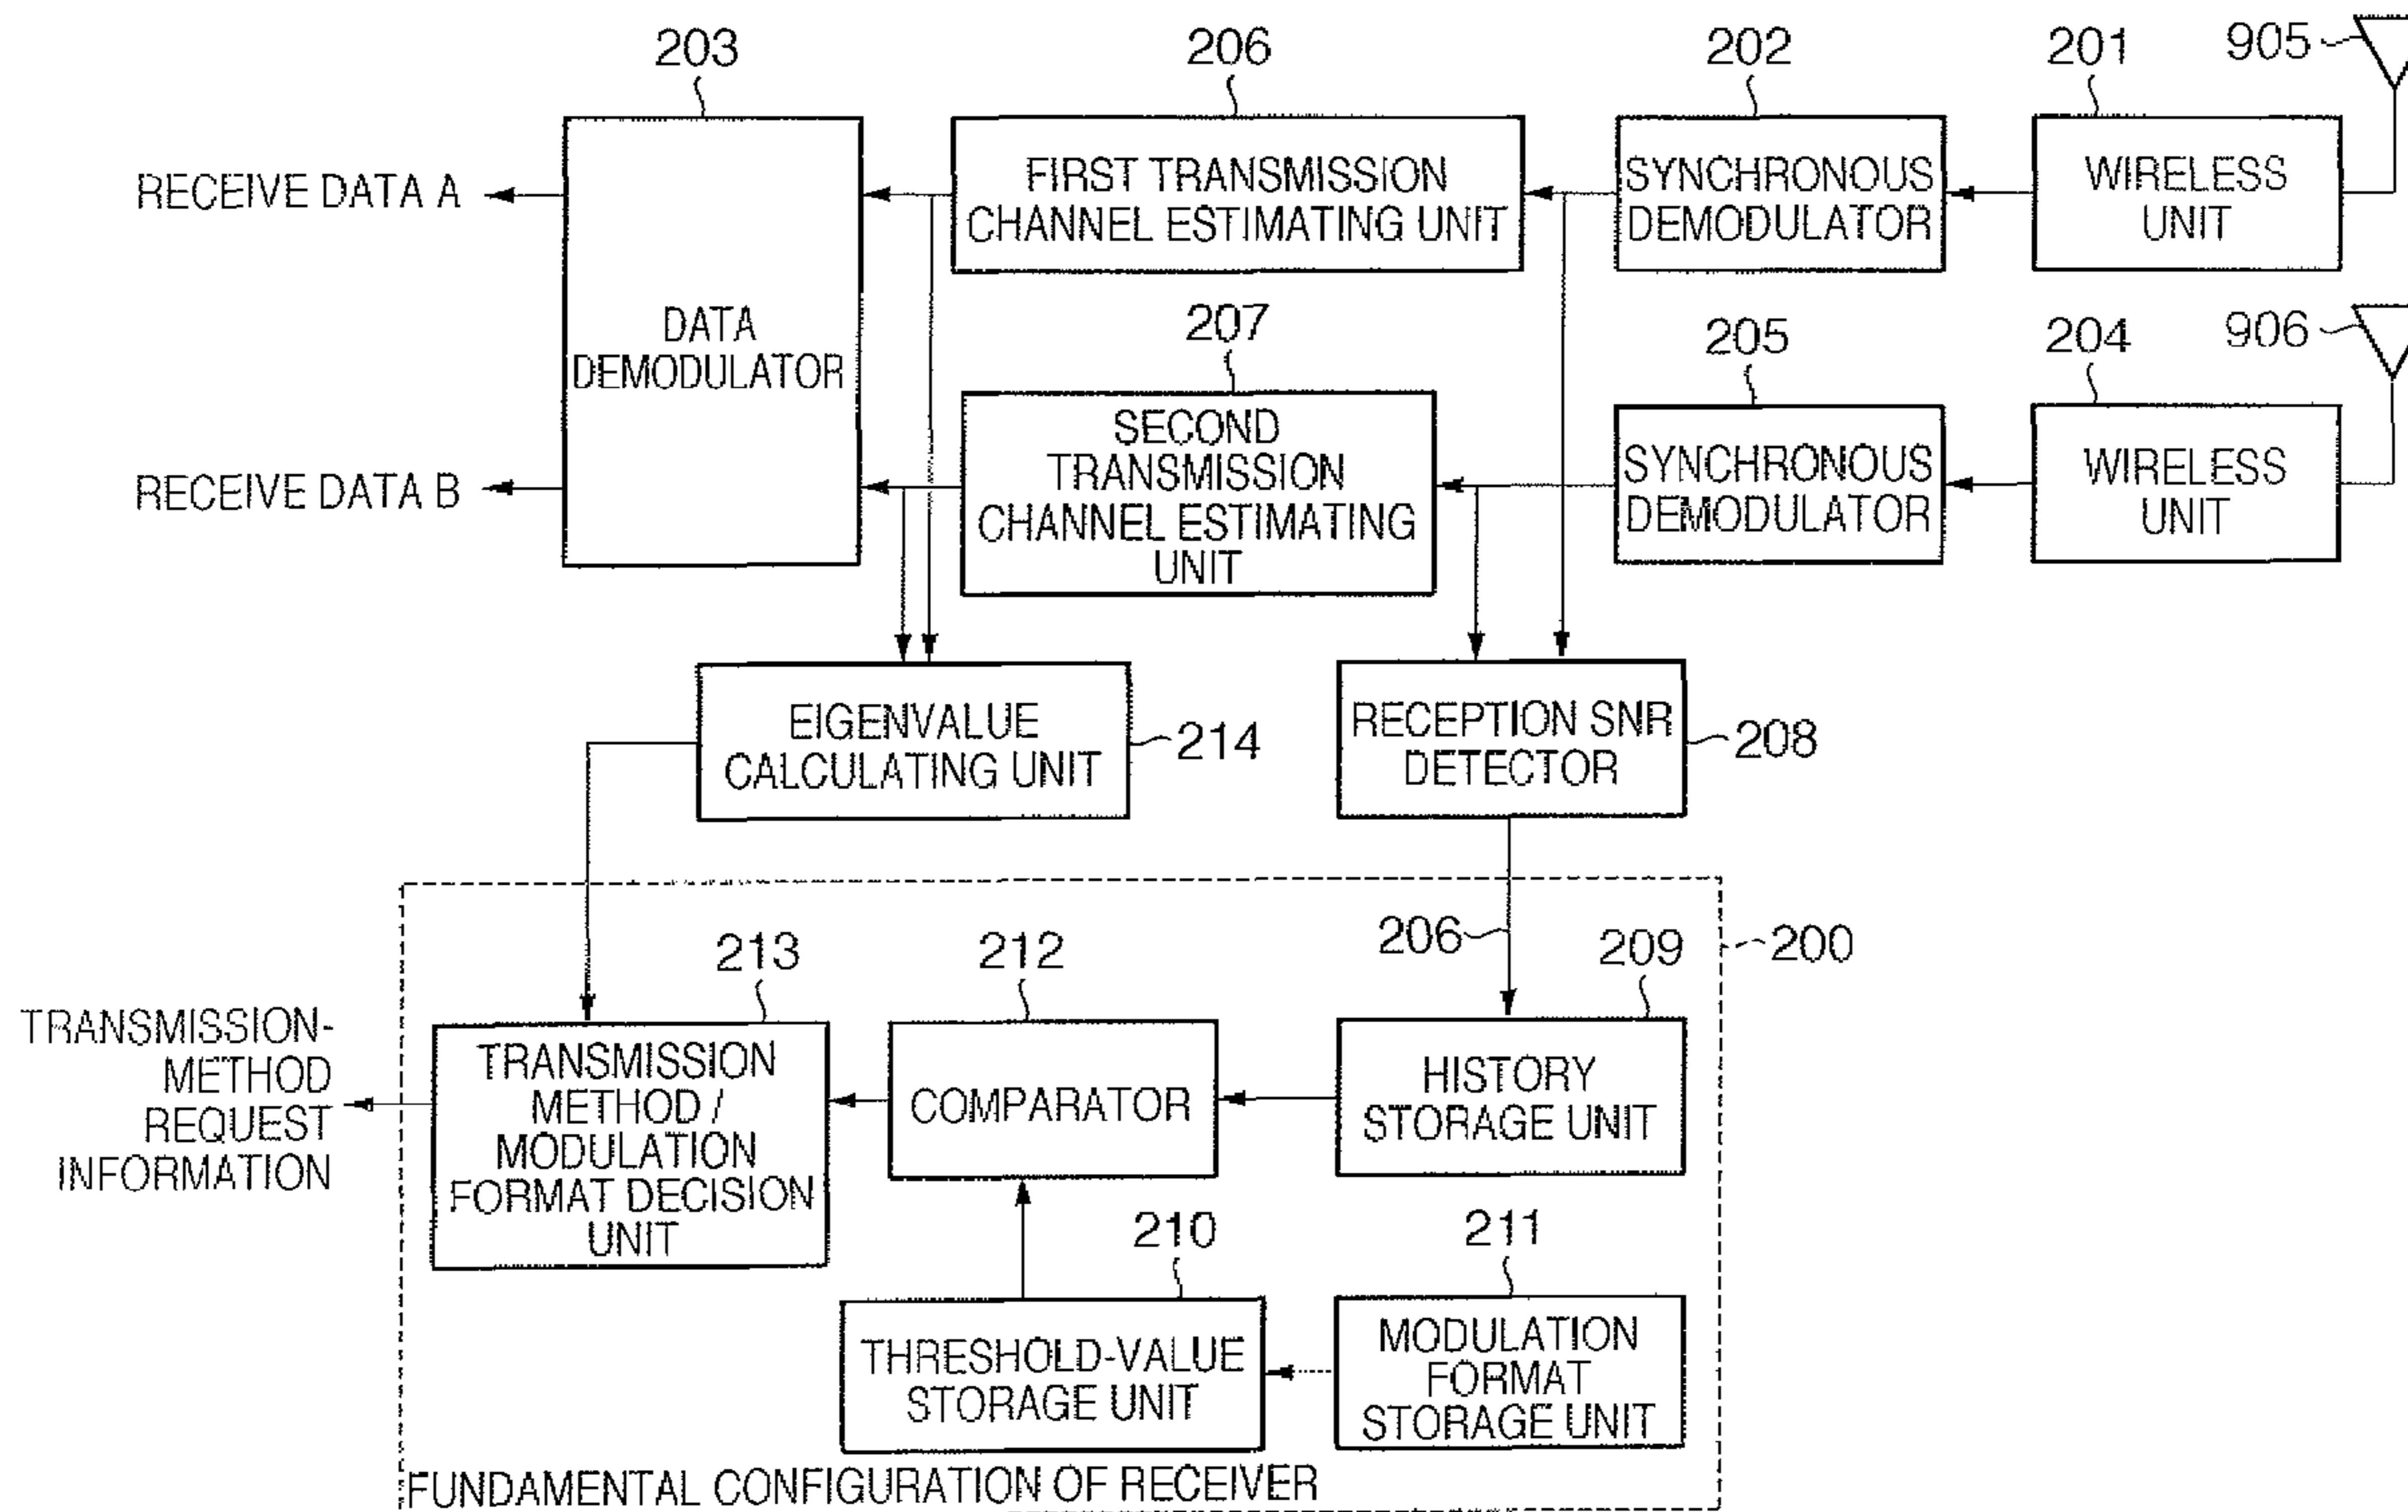 203
206
202
201
905
RECEIVE DATA A
FIRST TRANSMISSION
CHANNEL ESTIMATING UNIT
SYNCHRONOUS
DEMODULATOR
WIRELESS
UNIT
DATA
DEMODULATOR
207
205
204
906
RECEIVE DATA B
SECOND
TRANSMISSION
CHANNEL ESTIMATING
UNIT
SYNCHRONOUS
DEMODULATOR
WIRELESS
UNIT
EIGENVALUE
CALCULATING UNIT
214
RECEPTION SNR
DETECTOR
208
206
200
213
212
209
TRANSMISSION-
METHOD
REQUEST
INFORMATION
TRANSMISSION
METHOD /
MODULATION
FORMAT DECISION
UNIT
COMPARATOR
HISTORY
STORAGE UNIT
210
211
THRESHOLD-VALUE
STORAGE UNIT
MODULATION
FORMAT
STORAGE UNIT
FUNDAMENTAL CONFIGURATION OF RECEIVER